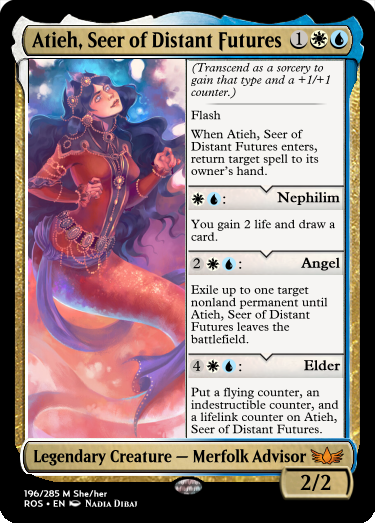 Atieh, Seer of Distant Futures 1
(Transcend as a sorcery to
gain that type and a +1/+1
counter.)
Flash
When Atieh, Seer of
Distant Futures enters,
return target spell to its
owner's hand.
: Nephilim
You gain 2 life and draw a
card.
2 : Angel
Exile up to one target
nonland permanent until
Atieh, Seer of Distant
Futures leaves the
battlefield.
4 : Elder
Put a flying counter, an
indestructible counter, and
a lifelink counter on Atieh,
Seer of Distant Futures.
Legendary Creature — Merfolk Advisor
2/2
196/285 M She/her
ROS • EN Nadia Dibaj